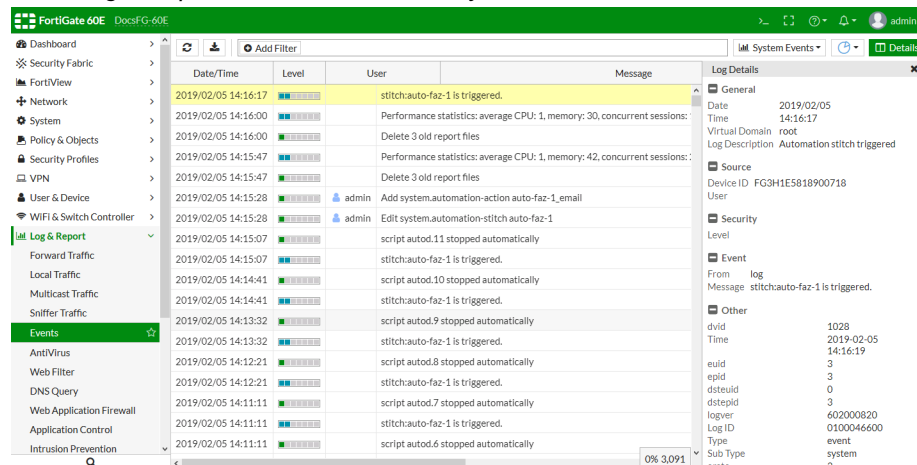 FortiGate 60E DocsFG-60E
admin
Dashboard
Security Fabric
FortiView
Network
System
Policy & Objects
Security Profiles
VPN
User & Device
WiFi & Switch Controller
Log & Report
Forward Traffic
Local Traffic
Multicast Traffic
Sniffer Traffic
Events
AntiVirus
Web Filter
DNS Query
Web Application Firewall
Application Control
Intrusion Prevention
Add Filter
System Events
Details
Date/Time Level User Message
2019/02/05 14:16:17 stitch:auto-faz-1 is triggered.
2019/02/05 14:16:00 Performance statistics: average CPU: 1, memory: 30, concurrent sessions:
2019/02/05 14:16:00 Delete 3 old report files
2019/02/05 14:15:47 Performance statistics: average CPU: 1, memory: 42, concurrent sessions:
2019/02/05 14:15:47 Delete 3 old report files
2019/02/05 14:15:28 admin Add system.automation-action auto-faz-1_email
2019/02/05 14:15:28 admin Edit system.automation-stitch auto-faz-1
2019/02/05 14:15:07 script autod.11 stopped automatically
2019/02/05 14:15:07 stitch:auto-faz-1 is triggered.
2019/02/05 14:14:41 script autod.10 stopped automatically
2019/02/05 14:14:41 stitch:auto-faz-1 is triggered.
2019/02/05 14:13:32 script autod.9 stopped automatically
2019/02/05 14:13:32 stitch:auto-faz-1 is triggered.
2019/02/05 14:12:21 script autod.8 stopped automatically
2019/02/05 14:12:21 stitch:auto-faz-1 is triggered.
2019/02/05 14:11:11 script autod.7 stopped automatically
2019/02/05 14:11:11 stitch:auto-faz-1 is triggered.
2019/02/05 14:11:11 script autod.6 stopped automatically
0% 3,091
Log Details
General
Date 2019/02/05
Time 14:16:17
Virtual Domain root
Log Description Automation stitch triggered
Source
Device ID FG3H1E5818900718
User
Security
Level
Event
From log
Message stitch:auto-faz-1 is triggered.
Other
dvid 1028
Time 2019-02-05
14:16:19
euid 3
epid 3
dsteuid 0
dstepid 3
logver 602000820
Log ID 0100046600
Type event
Sub Type system